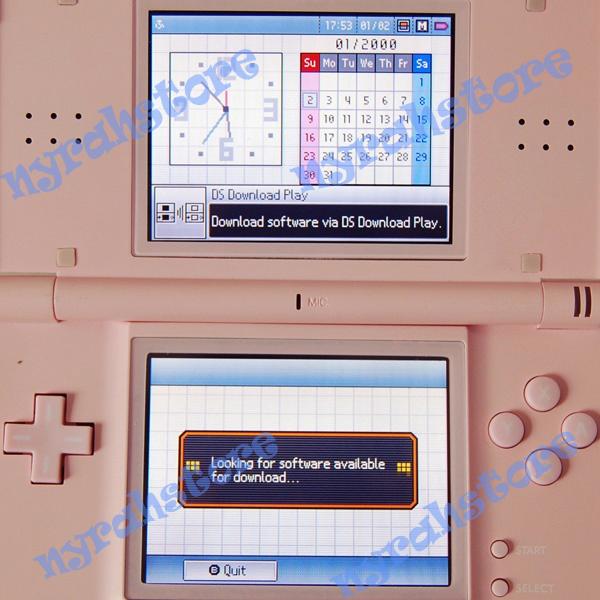 17:53 01/02 M
01/2000
Su Mo Tu We Th Fr Sa
1
2 3 4 5 6 7 8
9 10 11 12 13 14 15
16 17 18 19 20 21 22
23 24 25 26 27 28 29
30 31
9 3
6
DS Download Play
Download software via DS Download Play.
MIC.
Looking for software available
for download...
B Quit
X
Y A
B
START
SELECT
nyrahstore
nyrahstore
nyrahstore
nyrahstore